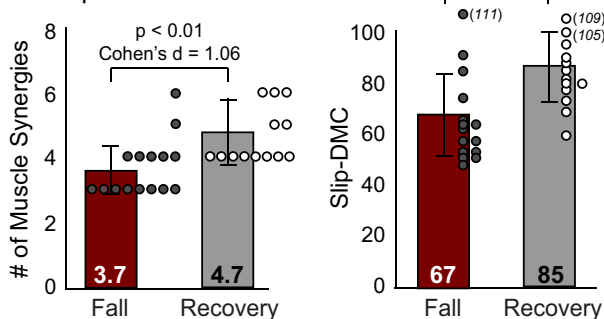 p < 0.01
Cohen's d = 1.06
# of Muscle Synergies
8
6
4
2
0
3.7
4.7
Fall
Recovery
(111)
(109)
(105)
Slip-DMC
100
80
60
40
20
0
67
85
Fall
Recovery